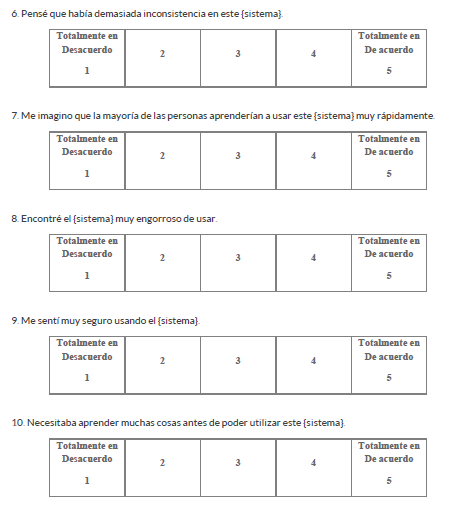 6. Pensé que había demasiada inconsistencia en este {sistema}.
Totalmente en Desacuerdo 1 2 3 4 Totalmente en De acuerdo 5
7. Me imagino que la mayoría de las personas aprenderían a usar este {sistema} muy rápidamente.
Totalmente en Desacuerdo 1 2 3 4 Totalmente en De acuerdo 5
8. Encontré el {sistema} muy engorroso de usar.
Totalmente en Desacuerdo 1 2 3 4 Totalmente en De acuerdo 5
9. Me sentí muy seguro usando el {sistema}.
Totalmente en Desacuerdo 1 2 3 4 Totalmente en De acuerdo 5
10. Necesitaba aprender muchas cosas antes de poder utilizar este {sistema}.
Totalmente en Desacuerdo 1 2 3 4 Totalmente en De acuerdo 5